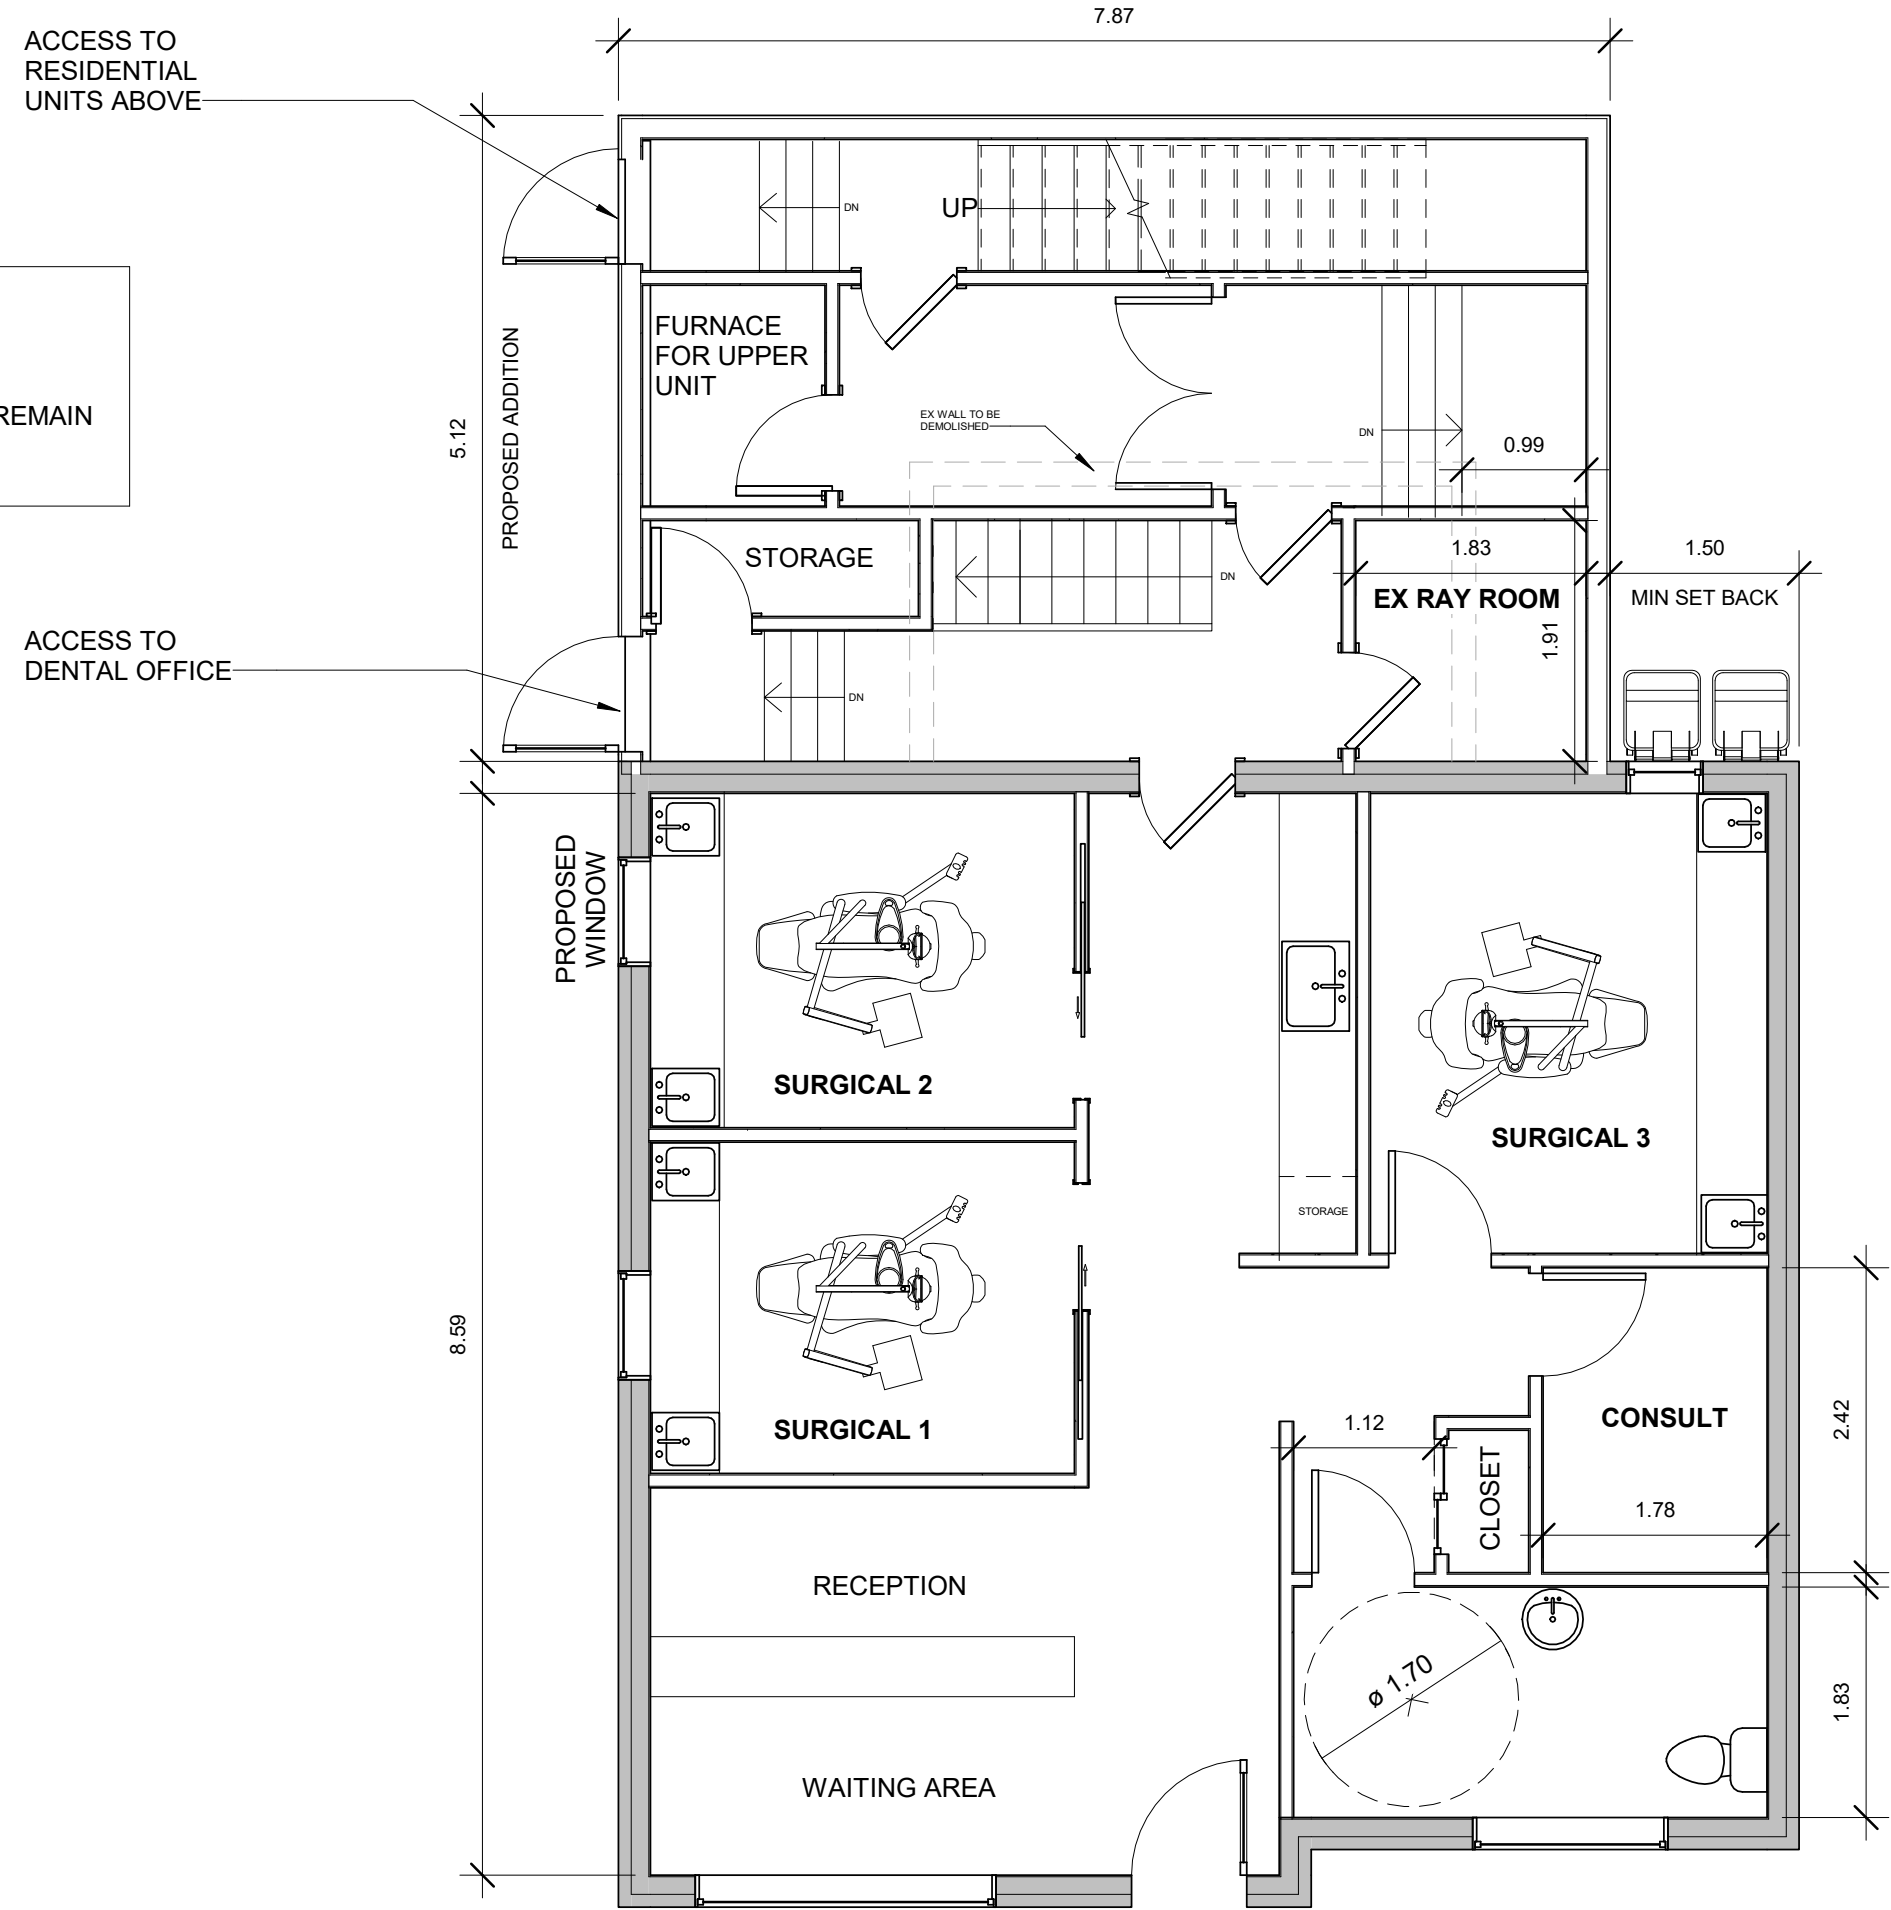 7.87
ACCESS TO
RESIDENTIAL
UNITS ABOVE
DN
UP
REMAIN
PROPOSED ADDITION
5.12
FURNACE
FOR UPPER
UNIT
EX WALL TO BE
DEMOLISHED
DN
0.99
STORAGE
DN
1.83
1.50
EX RAY ROOM
MIN SET BACK
1.91
ACCESS TO
DENTAL OFFICE
DN
PROPOSED
WINDOW
SURGICAL 2
SURGICAL 3
STORAGE
8.59
SURGICAL 1
1.12
CLOSET
CONSULT
2.42
1.78
RECEPTION
ø 1.70
1.83
WAITING AREA